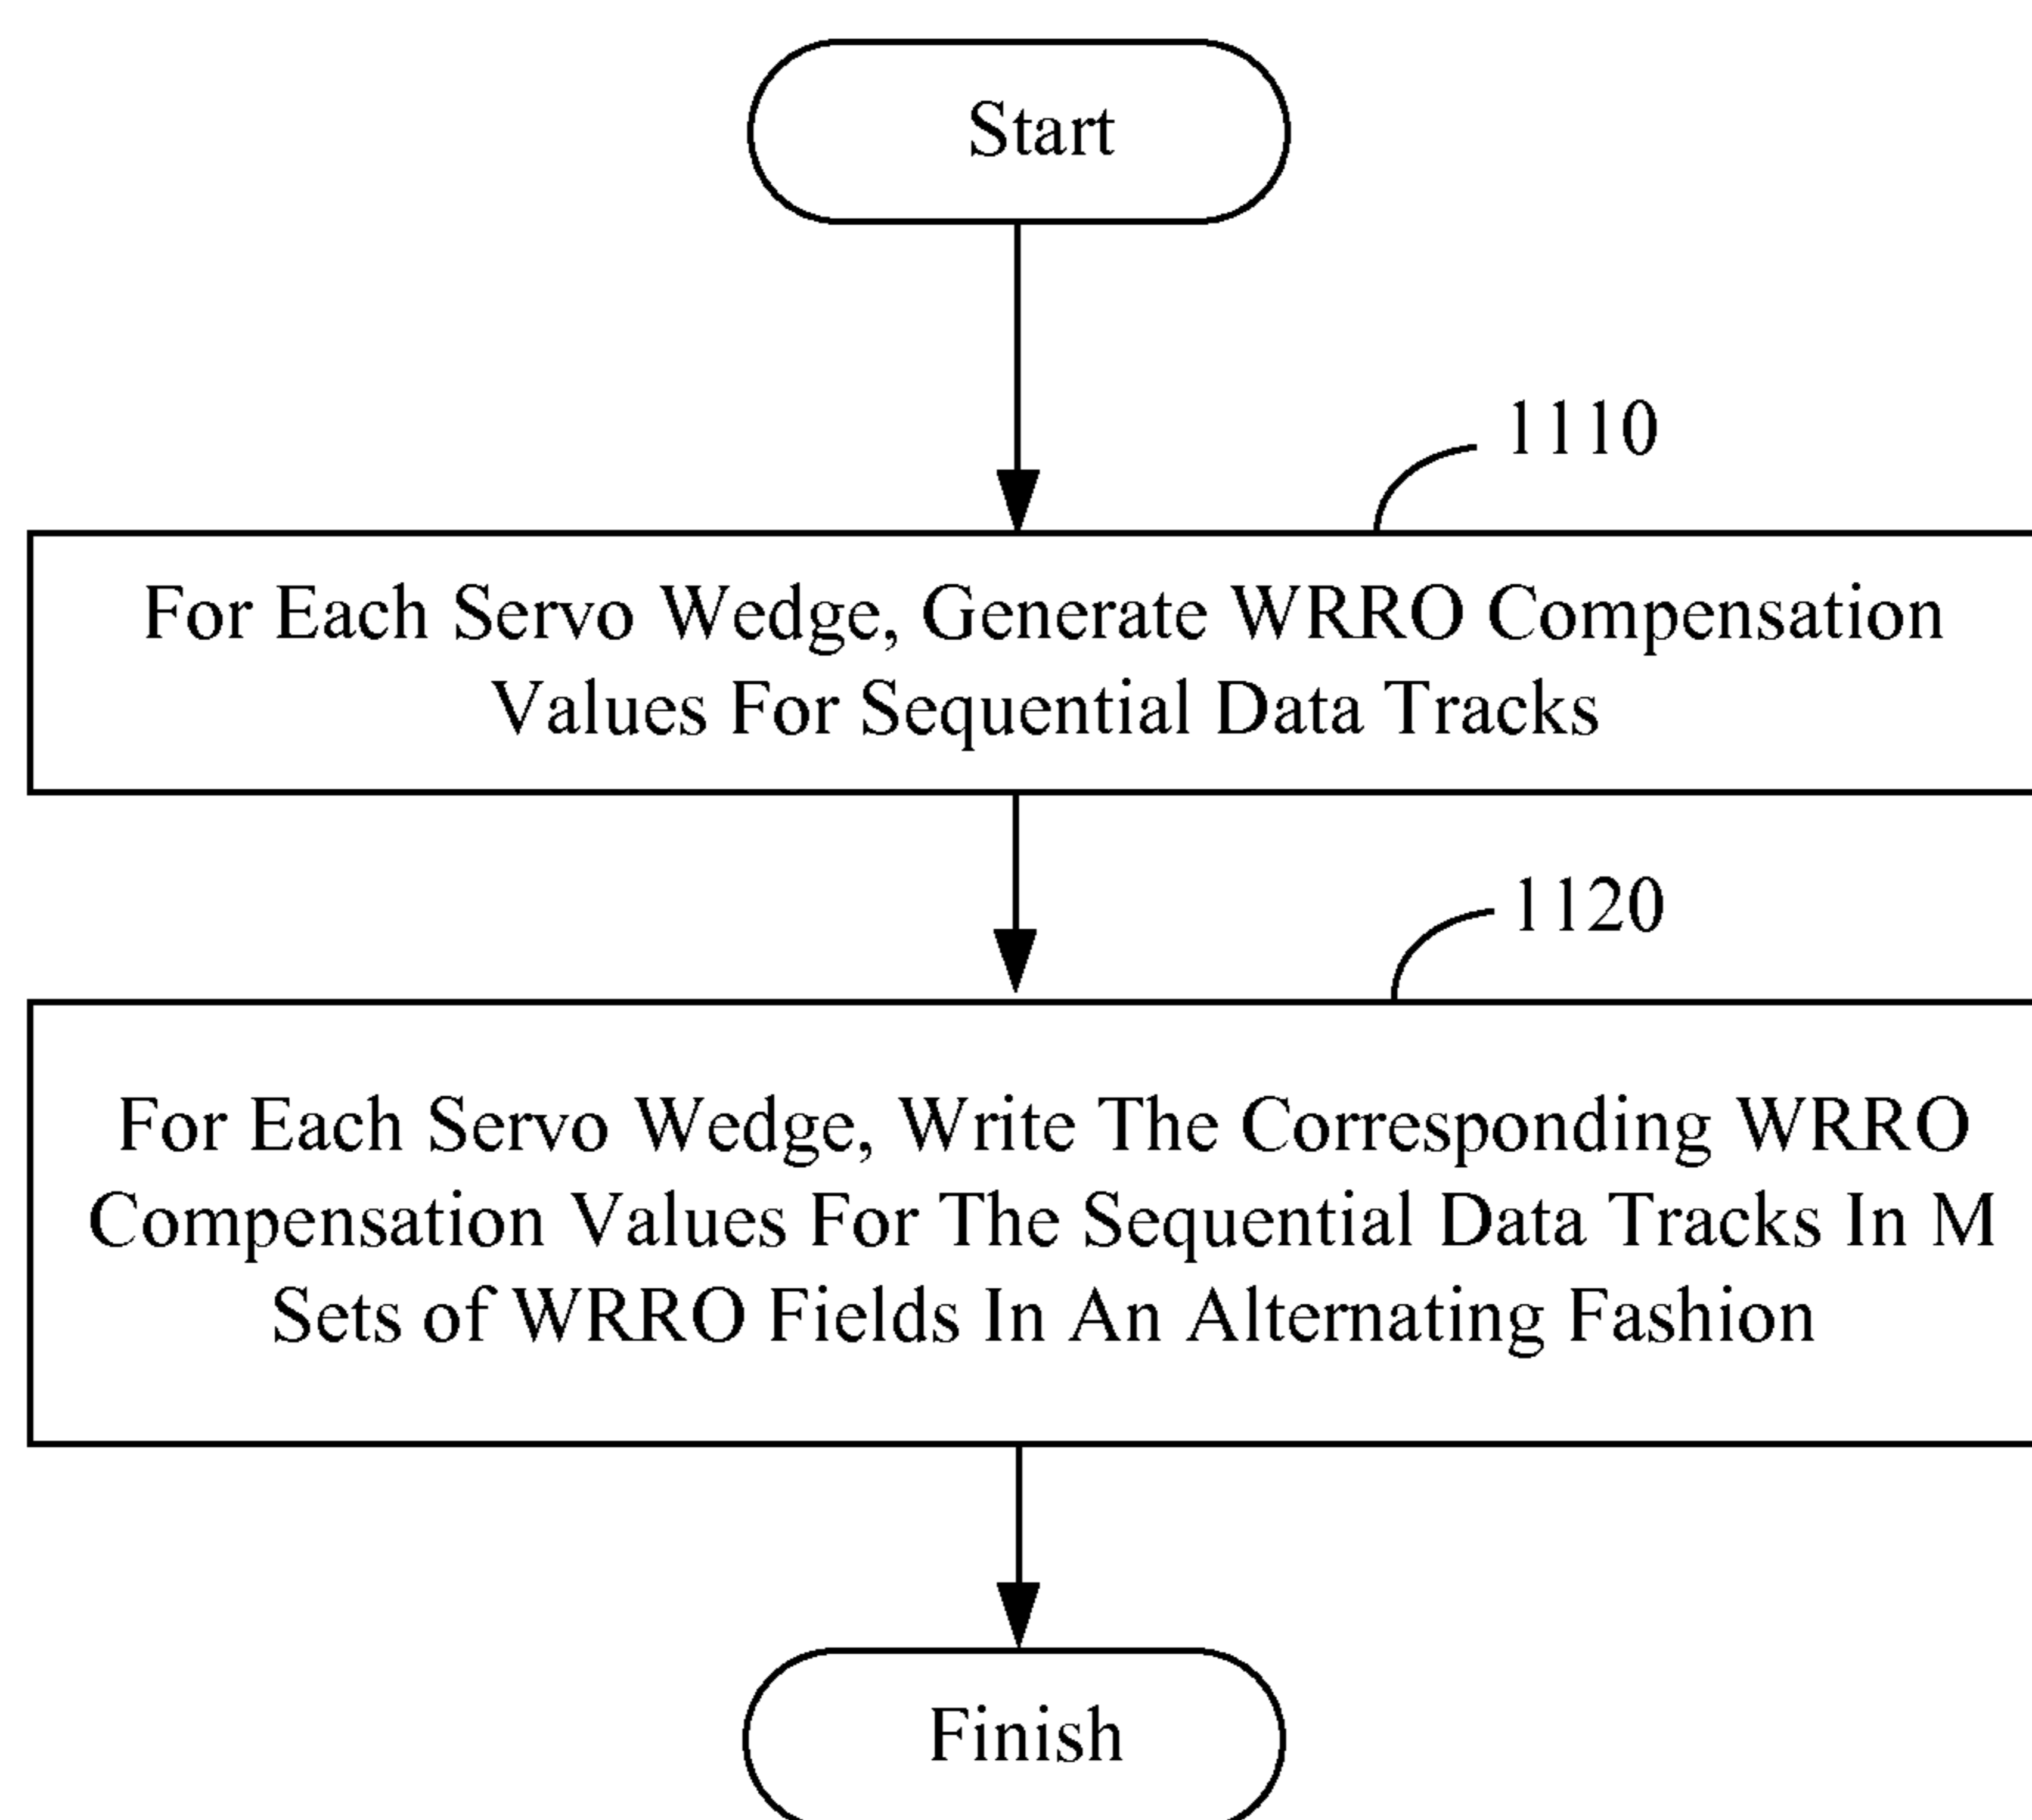 Start
1110
For Each Servo Wedge, Generate WRRO Compensation
Values For Sequential Data Tracks
1120
For Each Servo Wedge, Write The Corresponding WRRO
Compensation Values For The Sequential Data Tracks In M
Sets of WRRO Fields In An Alternating Fashion
Finish